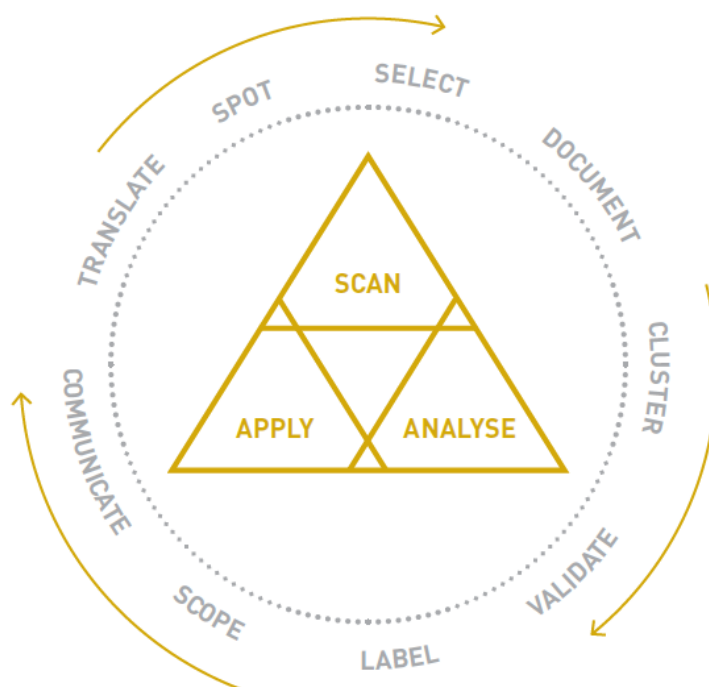 SPOT
SELECT
DOCUMENT
CLUSTER
VALIDATE
LABEL
SCOPE
COMMUNICATE
TRANSLATE
SCAN
APPLY
ANALYSE